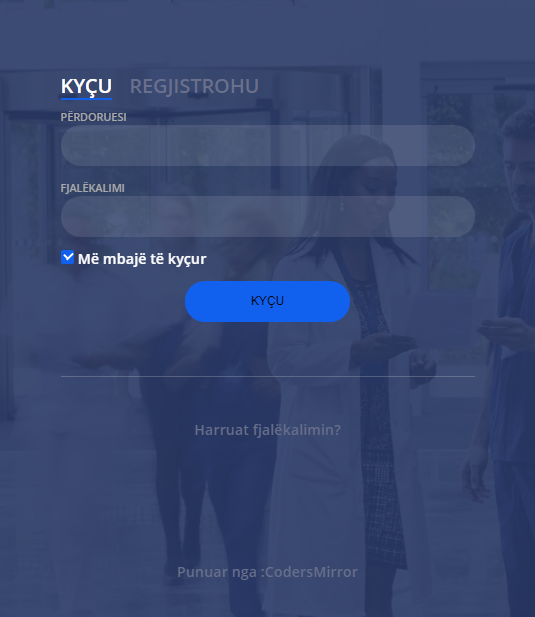 KYÇU REGJISTROHU
PËRDORUESI
FJALËKALIMI
Më mbajë të kyçur
KYÇU
Harruat fjalëkalimin?
Punuar nga :CodersMirror